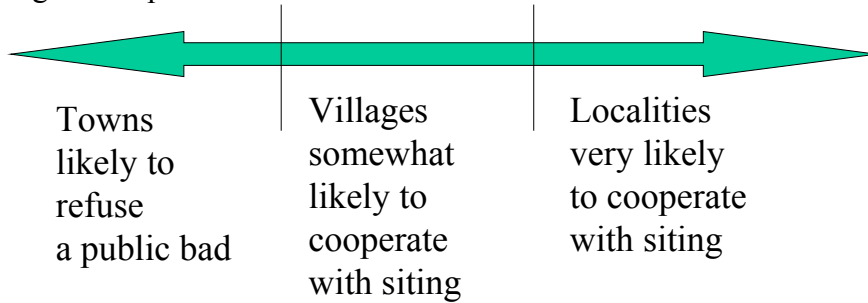 Towns
likely to
refuse
a public bad
Villages
somewhat
likely to
cooperate
with siting
Localities
very likely
to cooperate
with siting